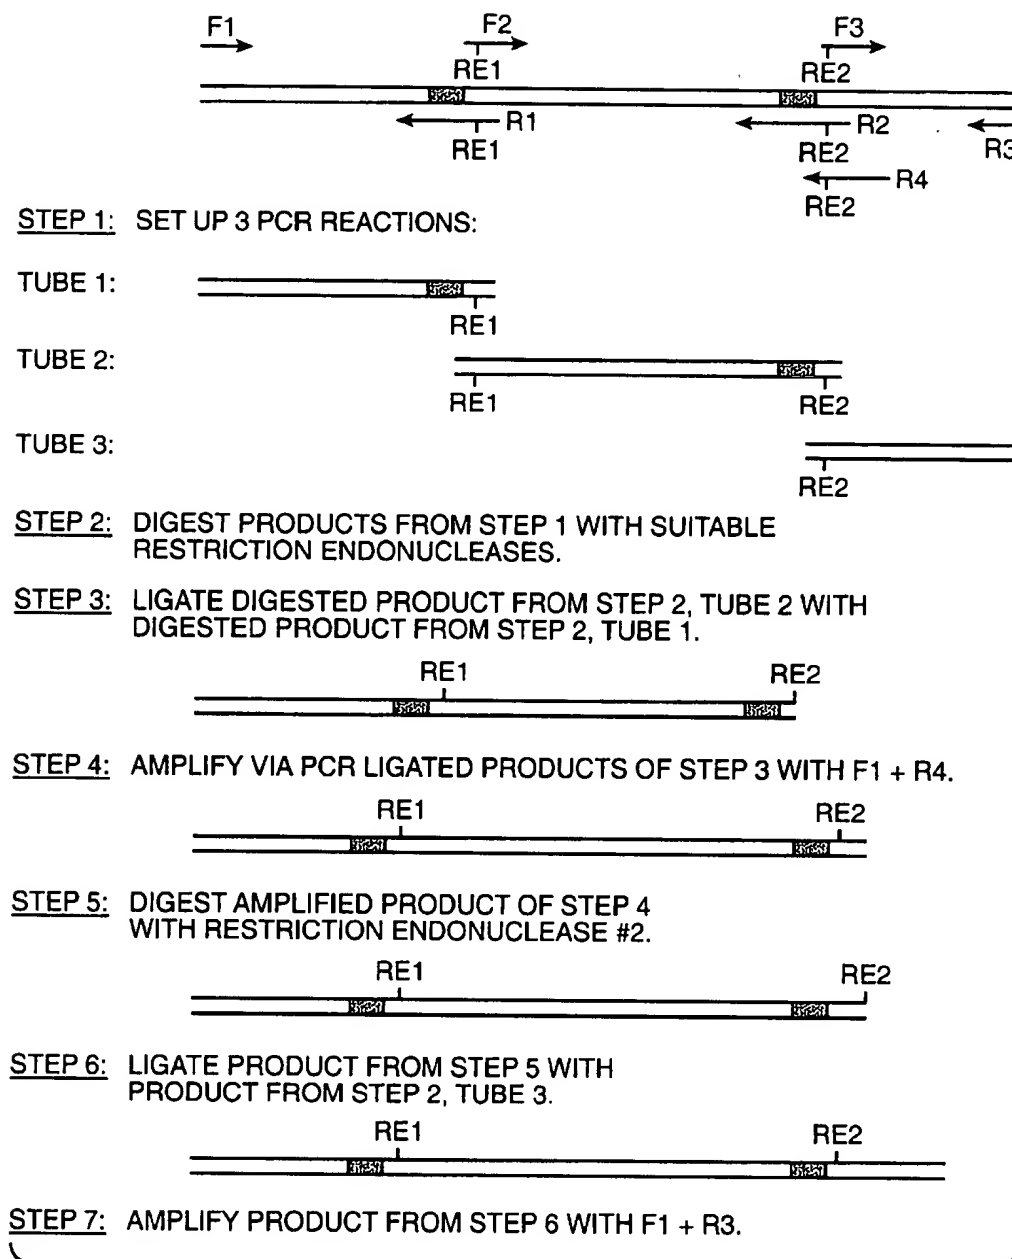 F1 F2 F3
RE1 RE2
R1 R2 R3
RE1 RE2
R4
RE2
STEP 1: SET UP 3 PCR REACTIONS:
TUBE 1:
RE1
TUBE 2:
RE1 RE2
TUBE 3:
RE2
STEP 2: DIGEST PRODUCTS FROM STEP 1 WITH SUITABLE
RESTRICTION ENDONUCLEASES.
STEP 3: LIGATE DIGESTED PRODUCT FROM STEP 2, TUBE 2 WITH
DIGESTED PRODUCT FROM STEP 2, TUBE 1.
RE1 RE2
STEP 4: AMPLIFY VIA PCR LIGATED PRODUCTS OF STEP 3 WITH F1 + R4.
RE1 RE2
STEP 5: DIGEST AMPLIFIED PRODUCT OF STEP 4
WITH RESTRICTION ENDONUCLEASE #2.
RE1 RE2
STEP 6: LIGATE PRODUCT FROM STEP 5 WITH
PRODUCT FROM STEP 2, TUBE 3.
RE1 RE2
STEP 7: AMPLIFY PRODUCT FROM STEP 6 WITH F1 + R3.